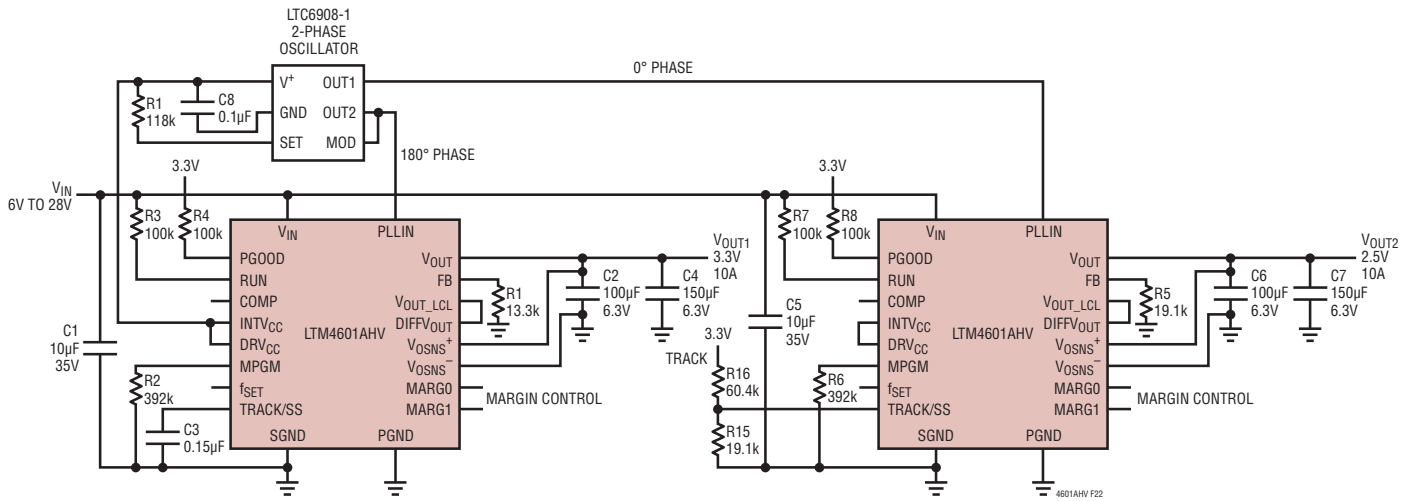 LTC6908-1
2-PHASE
OSCILLATOR
V+
OUT1
GND
OUT2
SET
MOD
R1
118k
C8
0.1µF
0° PHASE
180° PHASE
VIN
6V TO 28V
3.3V
R3
100k
R4
100k
VIN
PLLIN
PGOOD
RUN
COMP
INTVCC
DRVCC
MPGM
fSET
TRACK/SS
SGND
PGND
LTM4601AHV
VOUT
FB
VOUT_LCL
DIFFVOUT
VOSNS+
VOSNS–
MARG0
MARG1
C1
10µF
35V
R2
392k
C3
0.15µF
R1
13.3k
C2
100µF
6.3V
C4
150µF
6.3V
VOUT1
3.3V
10A
MARGIN CONTROL
3.3V
R7
100k
R8
100k
C5
10µF
35V
3.3V
TRACK
R16
60.4k
R15
19.1k
R6
392k
VIN
PLLIN
PGOOD
RUN
COMP
INTVCC
DRVCC
MPGM
fSET
TRACK/SS
SGND
PGND
LTM4601AHV
VOUT
FB
VOUT_LCL
DIFFVOUT
VOSNS+
VOSNS–
MARG0
MARG1
R5
19.1k
C6
100µF
6.3V
C7
150µF
6.3V
VOUT2
2.5V
10A
MARGIN CONTROL
4601AHV F22